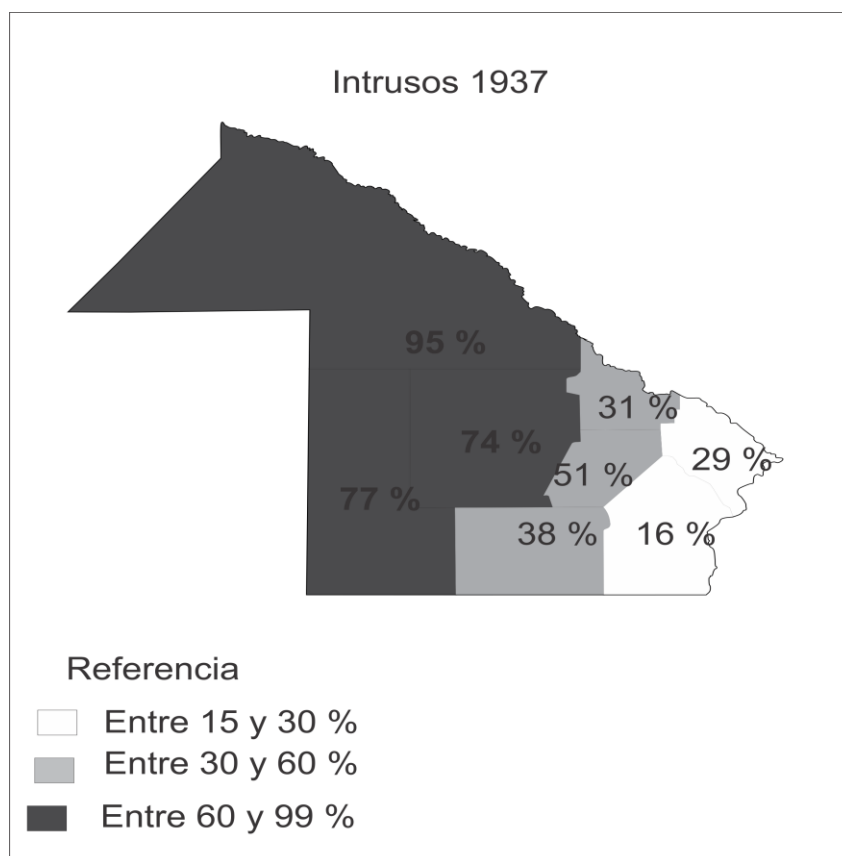 Intrusos 1937
95 %
31 %
74 %
29 %
51 %
77 %
38 %
16 %
Referencia
Entre 15 y 30 %
Entre 30 y 60 %
Entre 60 y 99 %